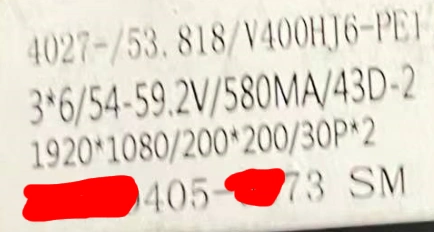 4027-/53.818/V400HJ6-PE1
3*6/54-59.2V/580MA/43D-2
1920*1080/200*200/30P*2
405- 73 SM